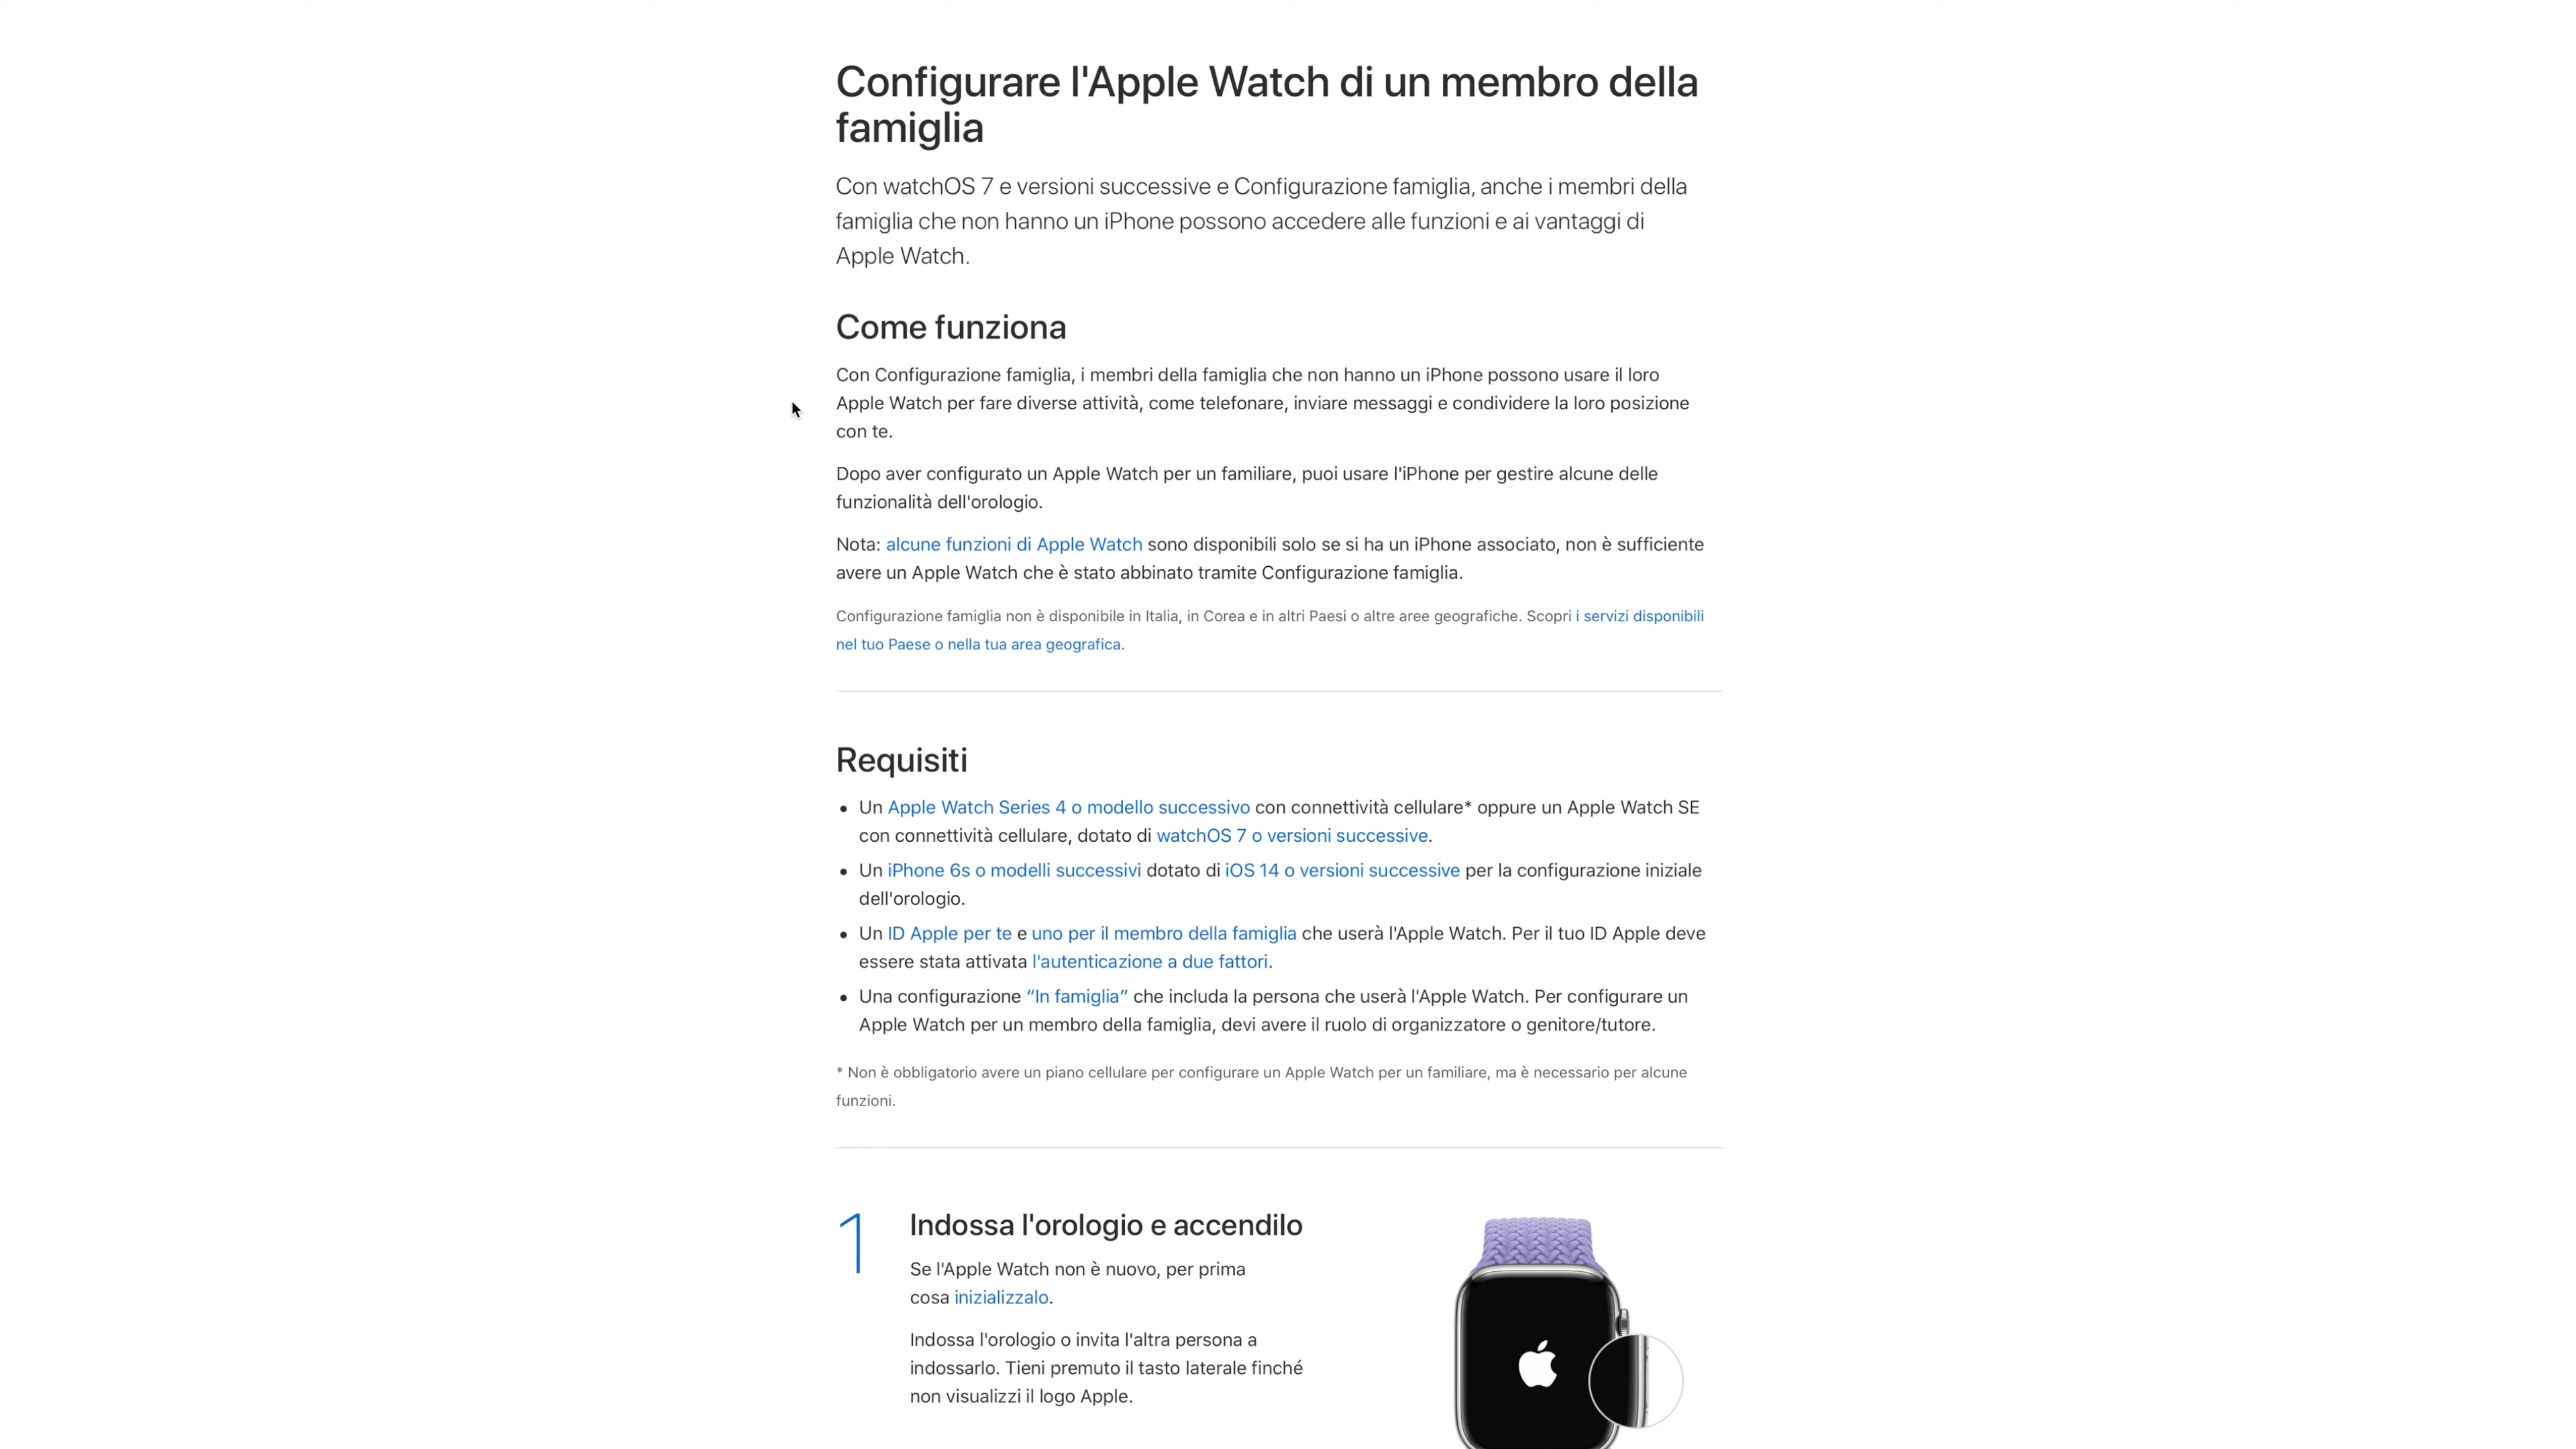 Configurare l'Apple Watch di un membro della
famiglia
Con watchOS 7 e versioni successive e Configurazione famiglia, anche i membri della
famiglia che non hanno un iPhone possono accedere alle funzioni e ai vantaggi di
Apple Watch.
Come funziona
Con Configurazione famiglia, i membri della famiglia che non hanno un iPhone possono usare il loro
Apple Watch per fare diverse attività, come telefonare, inviare messaggi e condividere la loro posizione
con te.
Dopo aver configurato un Apple Watch per un familiare, puoi usare l'iPhone per gestire alcune delle
funzionalità dell'orologio.
Nota: alcune funzioni di Apple Watch sono disponibili solo se si ha un iPhone associato, non è sufficiente
avere un Apple Watch che è stato abbinato tramite Configurazione famiglia.
Configurazione famiglia non è disponibile in Italia, in Corea e in altri Paesi o altre aree geografiche. Scopri i servizi disponibili
nel tuo Paese o nella tua area geografica.
Requisiti
• Un Apple Watch Series 4 o modello successivo con connettività cellulare* oppure un Apple Watch SE
con connettività cellulare, dotato di watchOS 7 o versioni successive.
• Un iPhone 6s o modelli successivi dotato di iOS 14 o versioni successive per la configurazione iniziale
dell'orologio.
• Un ID Apple per te e uno per il membro della famiglia che userà l'Apple Watch. Per il tuo ID Apple deve
essere stata attivata l'autenticazione a due fattori.
• Una configurazione “In famiglia” che includa la persona che userà l'Apple Watch. Per configurare un
Apple Watch per un membro della famiglia, devi avere il ruolo di organizzatore o genitore/tutore.
* Non è obbligatorio avere un piano cellulare per configurare un Apple Watch per un familiare, ma è necessario per alcune
funzioni.
1
Indossa l'orologio e accendilo
Se l'Apple Watch non è nuovo, per prima
cosa inizializzalo.
Indossa l'orologio o invita l'altra persona a
indossarlo. Tieni premuto il tasto laterale finché
non visualizzi il logo Apple.